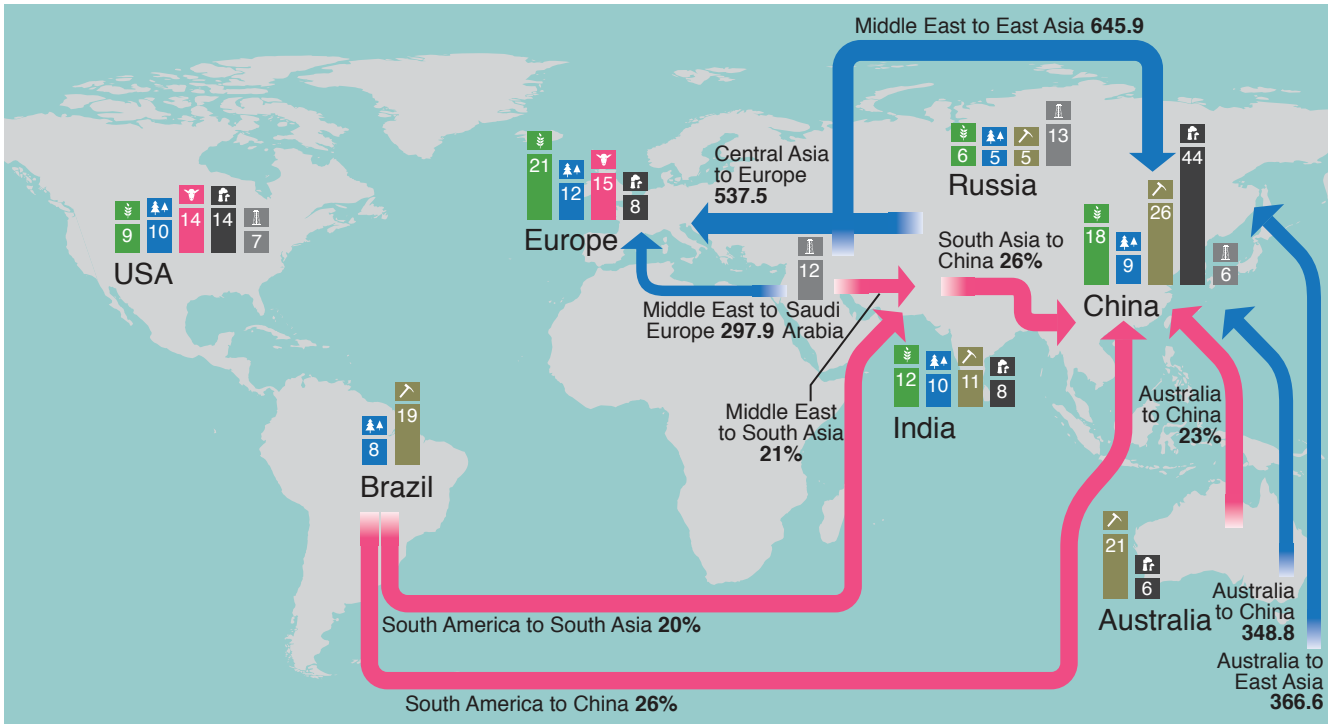 Middle East to East Asia 645.9
13
44
21
12
15
8
Central Asia
to Europe
537.5
6
5
5
Russia
9
10
14
14
7
USA
Europe
12
South Asia to
China 26%
18
9
26
6
China
Middle East to Saudi
Europe 297.9 Arabia
12
10
11
8
India
Middle East
to South Asia
21%
Australia
to China
23%
8
19
Brazil
21
6
Australia
Australia
to China
348.8
South America to South Asia 20%
Australia to
East Asia
366.6
South America to China 26%